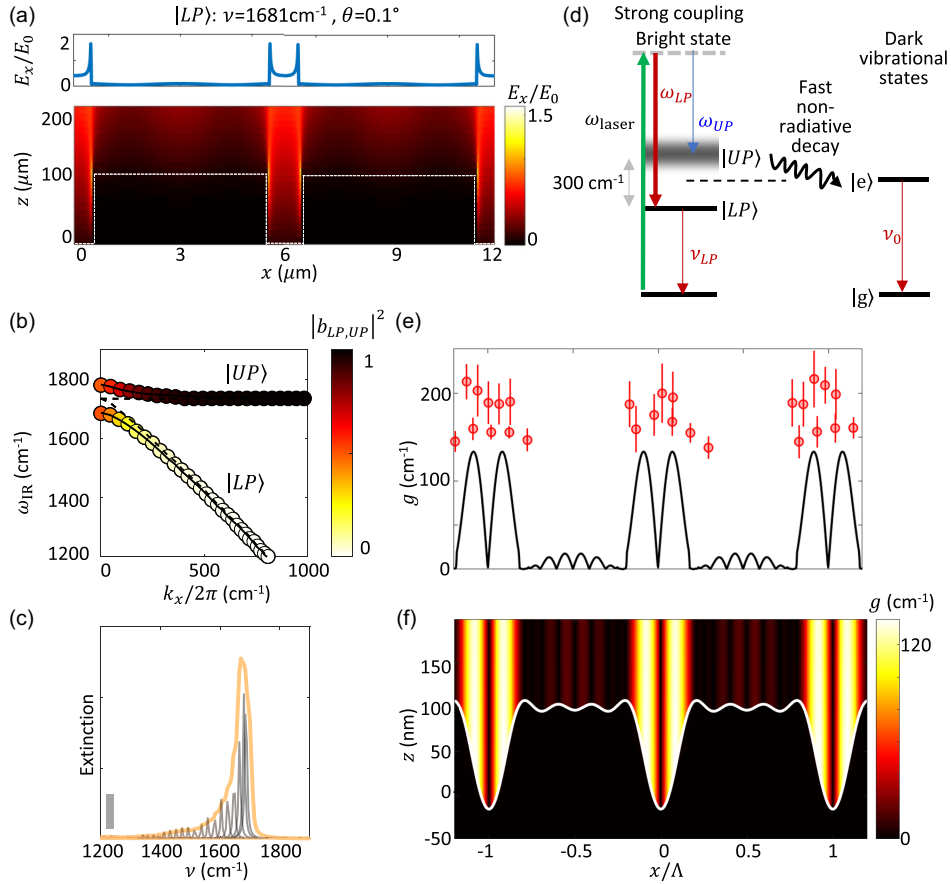 (a)
|LP⟩: ν=1681cm⁻¹ , θ=0.1°
E_x/E_0
2
0
E_x/E_0
1.5
0
z (μm)
200
100
0
0
3
6
9
12
x (μm)
(b)
|b_{LP,UP}|²
1
0
ω_IR (cm⁻¹)
1800
1600
1400
1200
|UP⟩
|LP⟩
0
500
1000
k_x/2π (cm⁻¹)
(c)
Extinction
1200
1400
1600
1800
ν (cm⁻¹)
(d)
Strong coupling
Bright state
Dark
vibrational
states
ω_LP
ω_laser
ω_UP
Fast
non-
radiative
decay
|UP⟩
300 cm⁻¹
|e⟩
|LP⟩
ν_LP
ν_0
|g⟩
(e)
g (cm⁻¹)
200
100
0
(f)
g (cm⁻¹)
120
0
z (nm)
150
100
50
0
-50
-1
-0.5
0
0.5
1
x/Λ